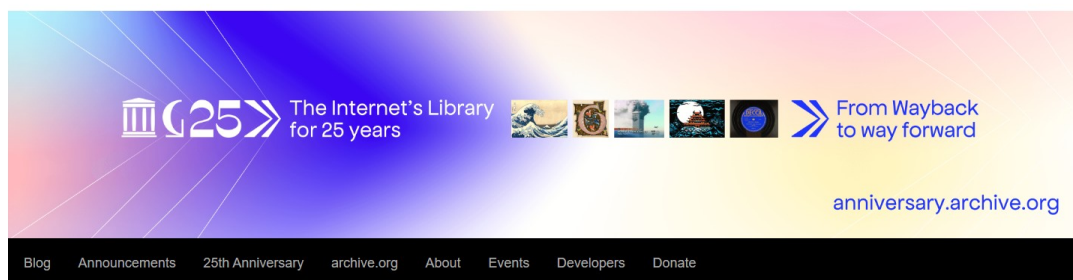 25
The Internet's Library
for 25 years
From Wayback
to way forward
anniversary.archive.org
Blog Announcements 25th Anniversary archive.org About Events Developers Donate